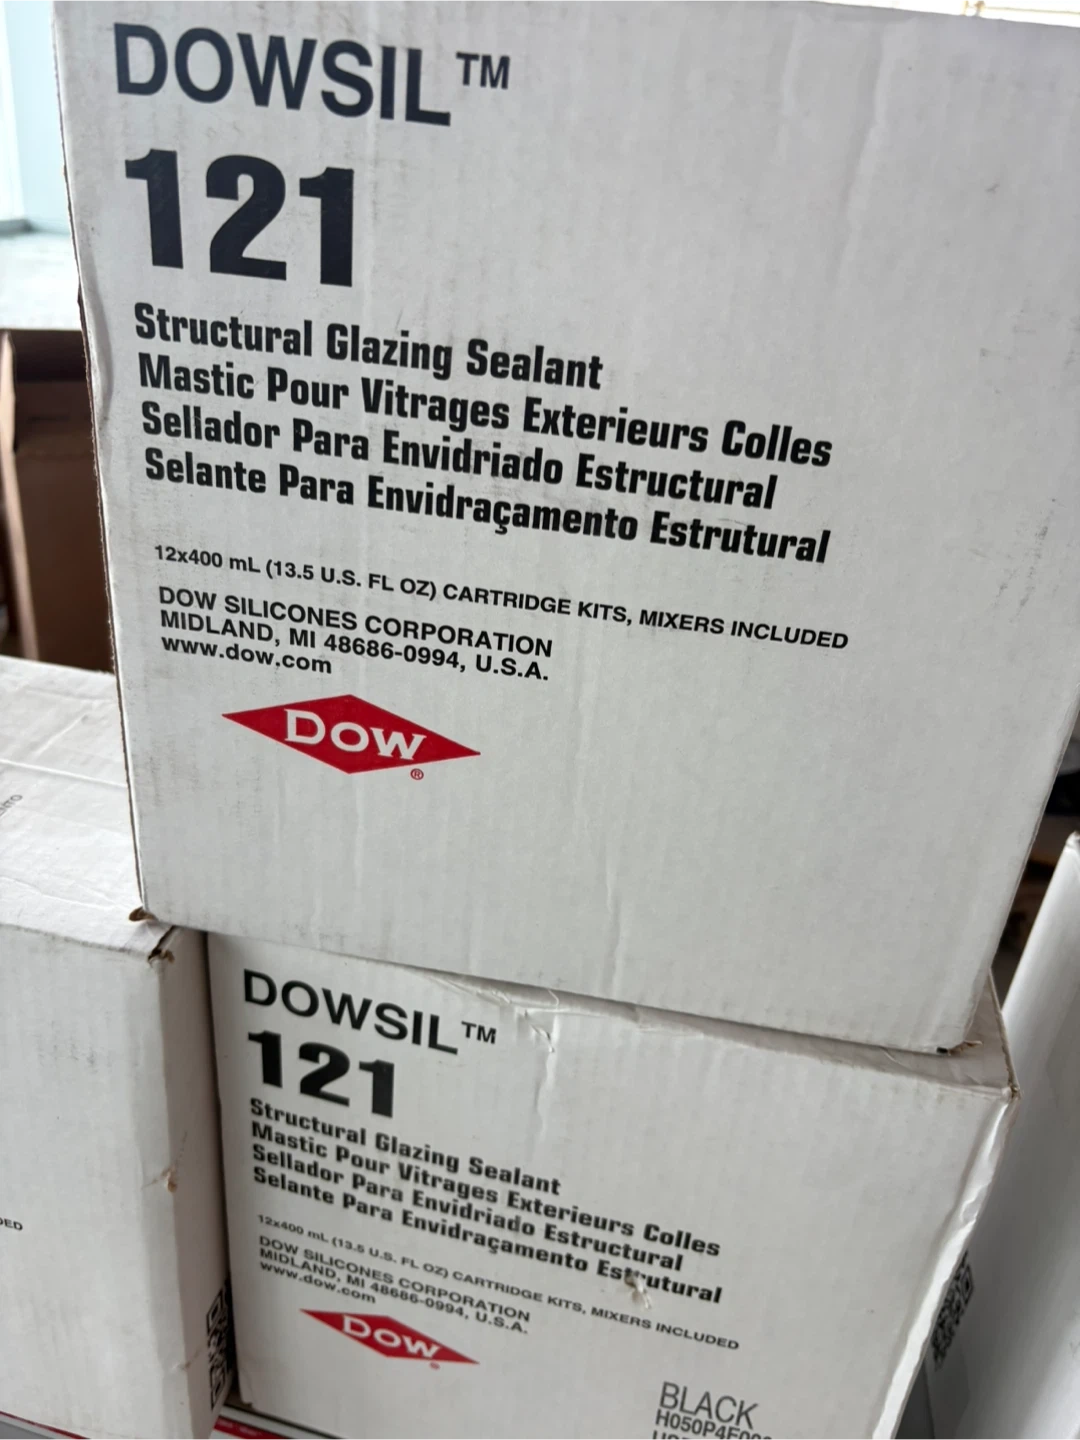 DOWSIL™
121
Structural Glazing Sealant
Mastic Pour Vitrages Exterieurs Colles
Sellador Para Envidriado Estructural
Selante Para Envidraçamento Estrutural
12x400 mL (13.5 U.S. FL OZ) CARTRIDGE KITS, MIXERS INCLUDED
DOW SILICONES CORPORATION
MIDLAND, MI 48686-0994, U.S.A.
www.dow.com
DOW®
DOWSIL™
121
Structural Glazing Sealant
Mastic Pour Vitrages Exterieurs Colles
Sellador Para Envidriado Estructural
Selante Para Envidraçamento Estrutural
12x400 mL (13.5 U.S. FL OZ) CARTRIDGE KITS, MIXERS INCLUDED
DOW SILICONES CORPORATION
MIDLAND, MI 48686-0994, U.S.A.
www.dow.com
DOW®
BLACK